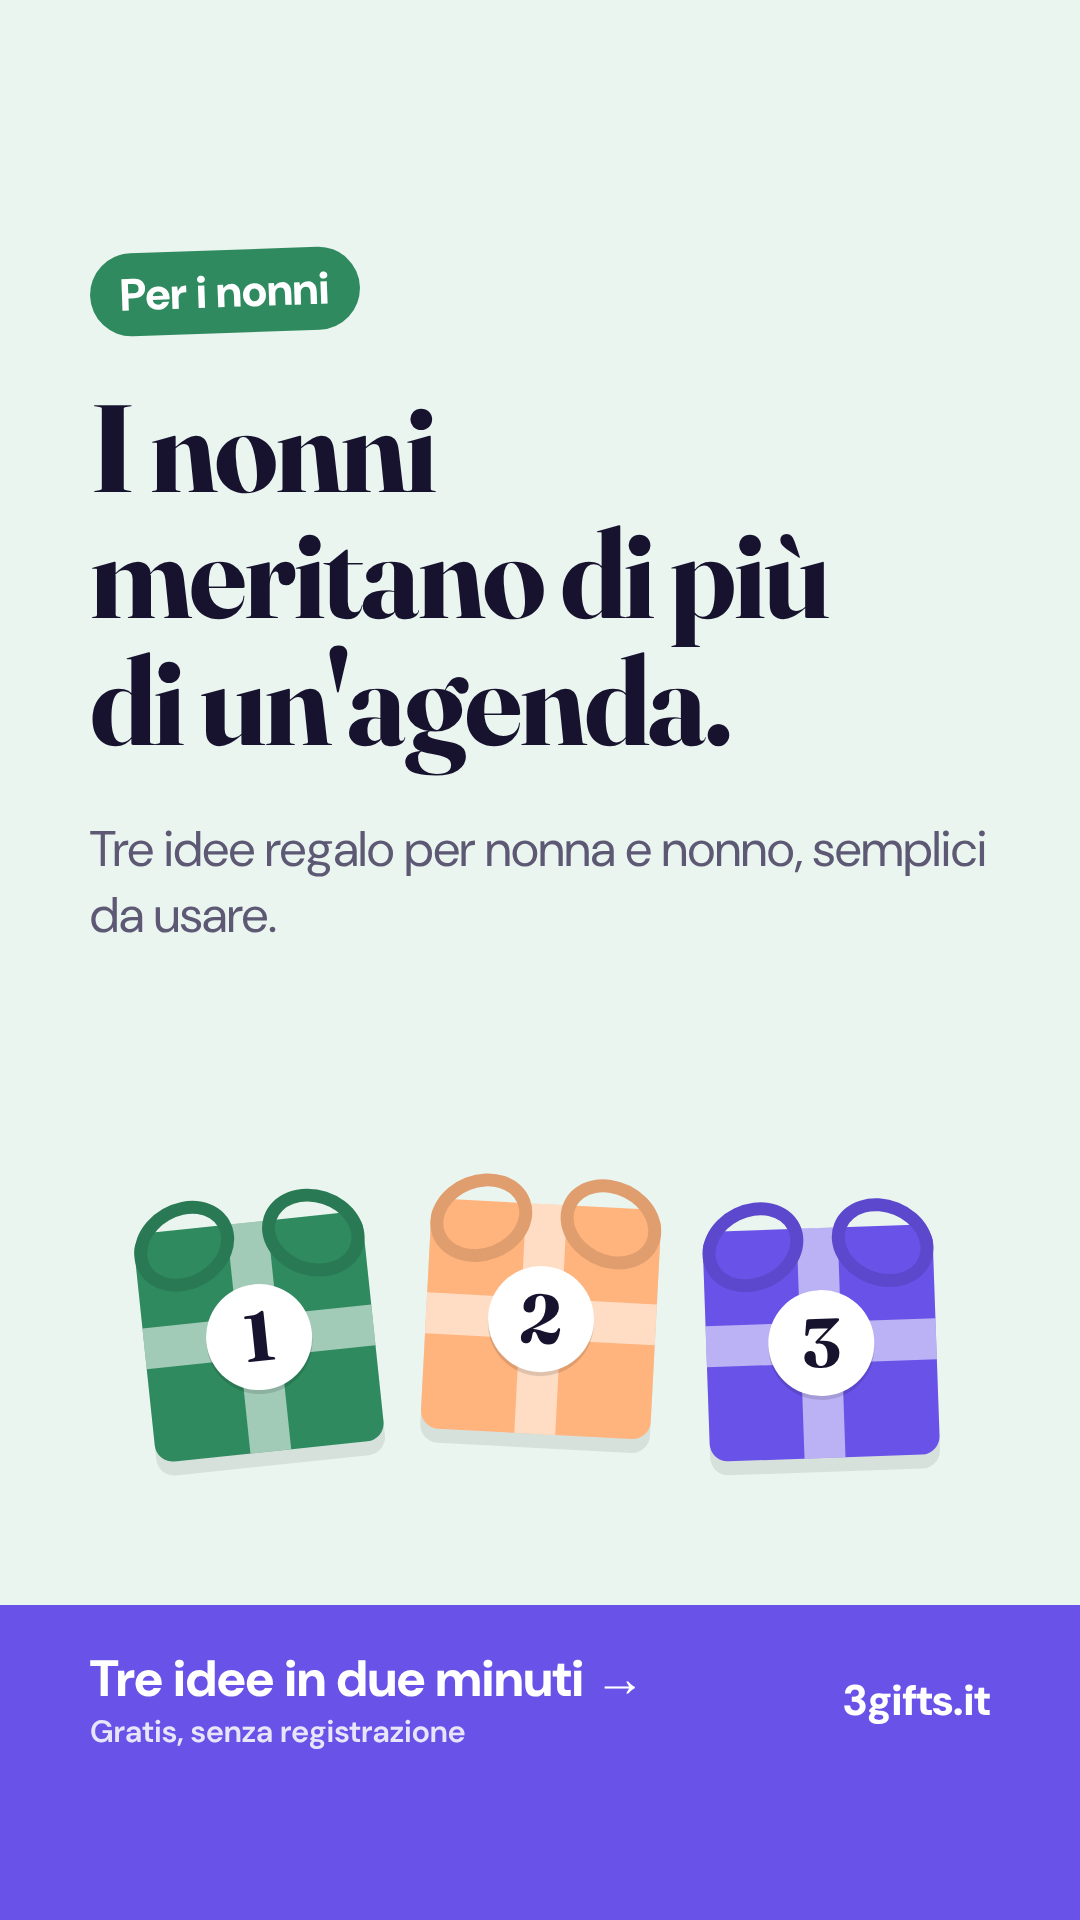 Per i nonni
I nonni
meritano di più
di un'agenda.
Tre idee regalo per nonna e nonno, semplici
da usare.
1
2
3
Tre idee in due minuti →
Gratis, senza registrazione
3gifts.it